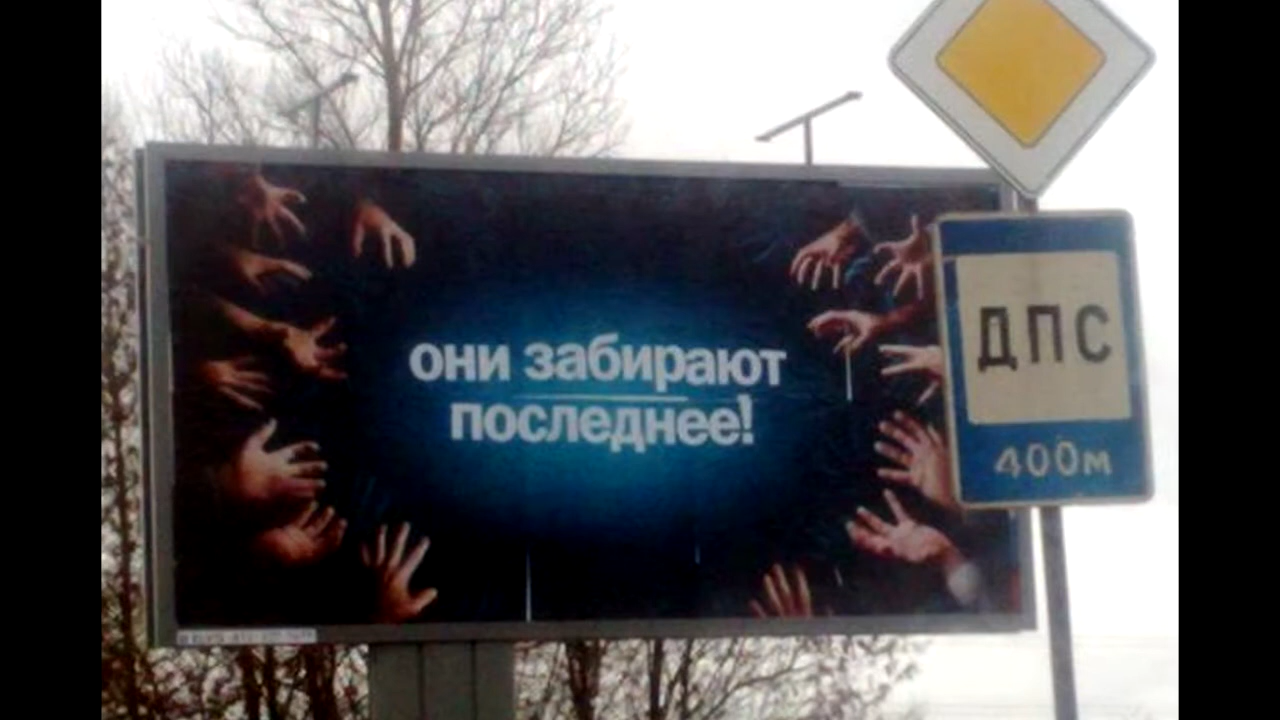 они забирают
последнее!
ДПС
400м